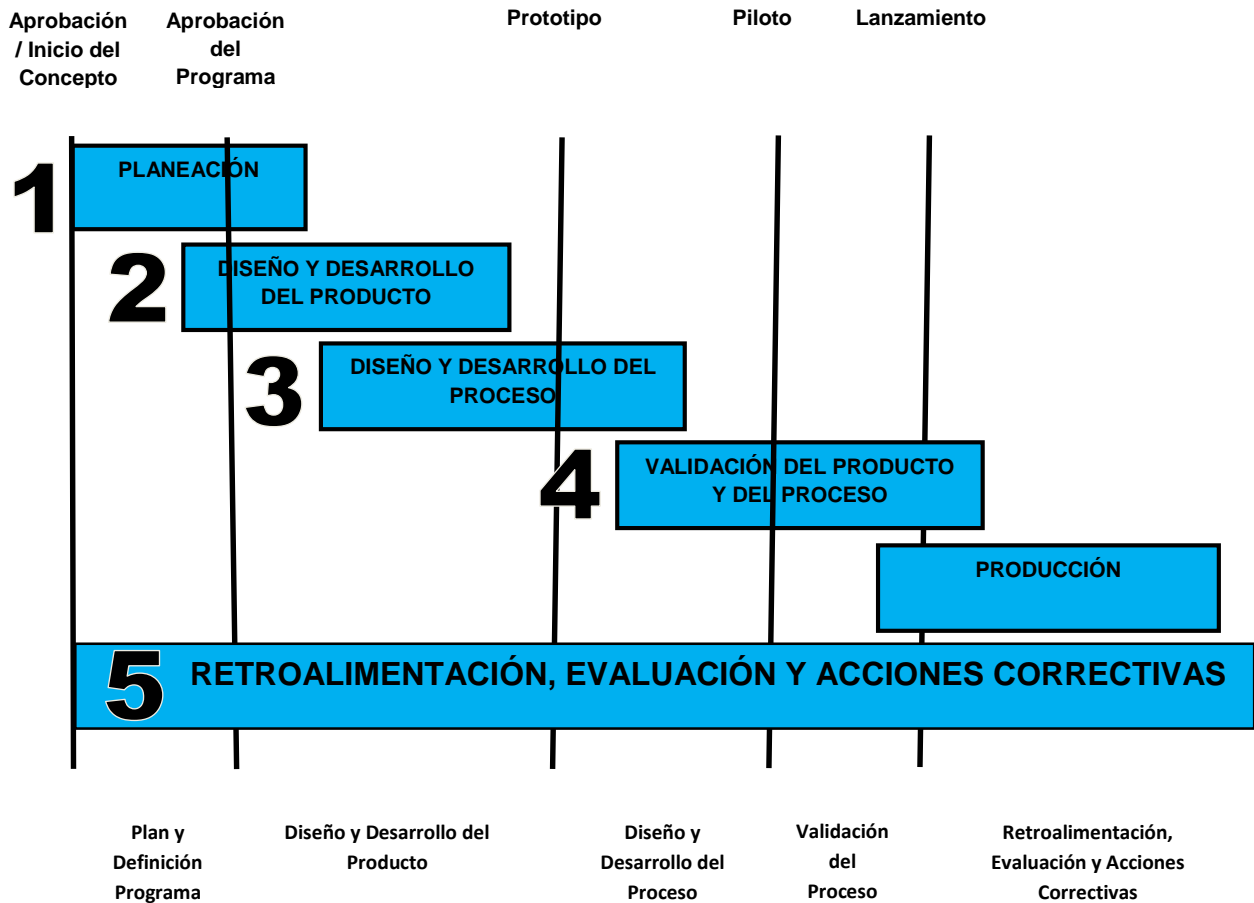 Aprobación
/ Inicio del
Concepto
Aprobación
del
Programa
Prototipo
Piloto
Lanzamiento
1
PLANEACIÓN
2
DISEÑO Y DESARROLLO
DEL PRODUCTO
3
DISEÑO Y DESARROLLO DEL
PROCESO
4
VALIDACIÓN DEL PRODUCTO
Y DEL PROCESO
PRODUCCIÓN
5
RETROALIMENTACIÓN, EVALUACIÓN Y ACCIONES CORRECTIVAS
Plan y
Definición
Programa
Diseño y Desarrollo del
Producto
Diseño y
Desarrollo del
Proceso
Validación
del
Proceso
Retroalimentación,
Evaluación y Acciones
Correctivas